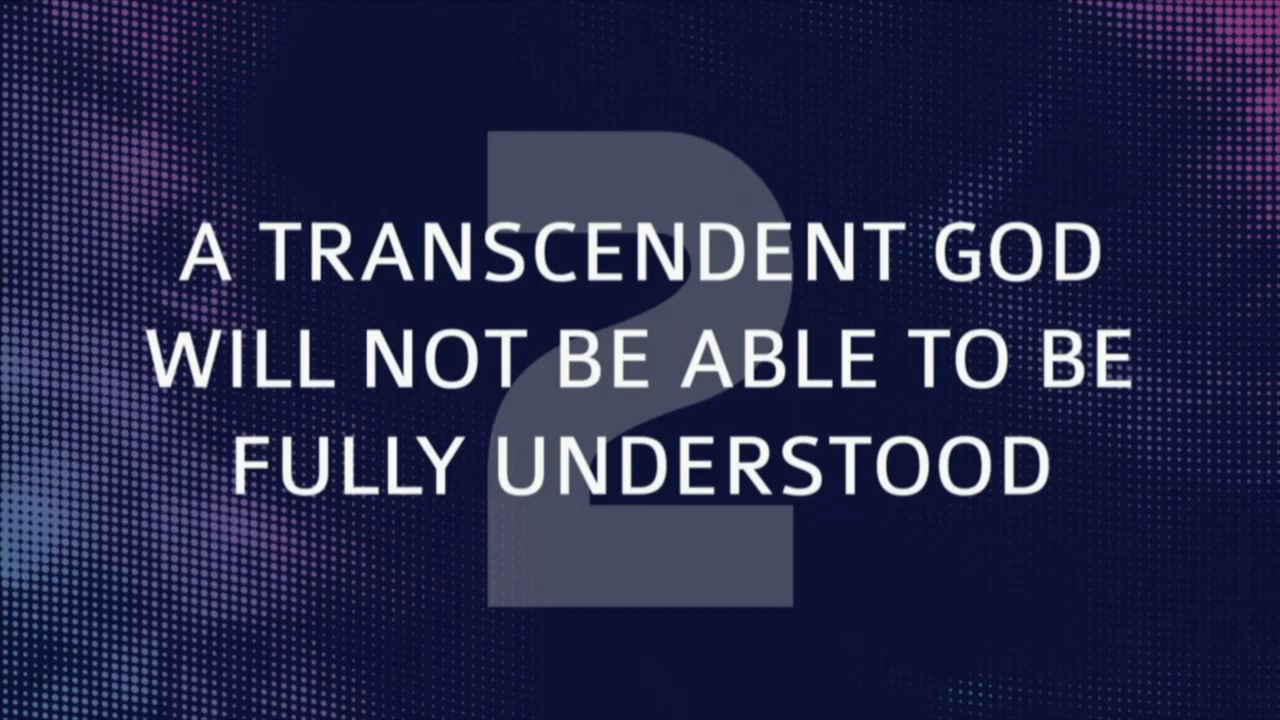 2
A TRANSCENDENT GOD
WILL NOT BE ABLE TO BE
FULLY UNDERSTOOD